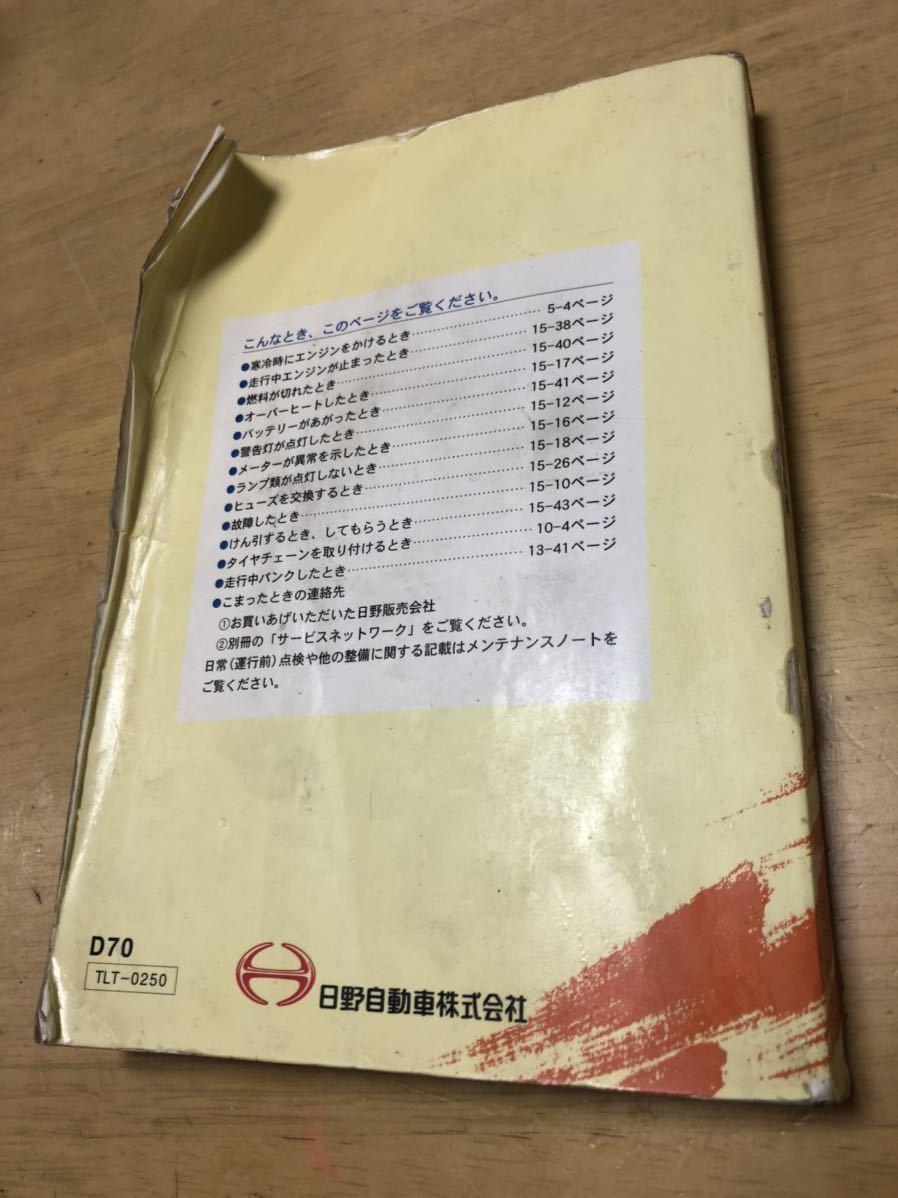 こんなとき、このページをご覧ください。
●寒冷時にエンジンをかけるとき……………………5-4ページ
●走行中エンジンが止まったとき……………………15-38ページ
●燃料が切れたとき……………………15-40ページ
●オーバーヒートしたとき……………………15-17ページ
●バッテリーがあがったとき……………………15-41ページ
●警告灯が点灯したとき……………………15-12ページ
●メーターが異常を示したとき……………………15-16ページ
●ランプ類が点灯しないとき……………………15-18ページ
●ヒューズを交換するとき……………………15-26ページ
●故障したとき……………………15-10ページ
●けん引するとき、してもらうとき……………………15-43ページ
●タイヤチェーンを取り付けるとき……………………10-4ページ
●走行中パンクしたとき……………………13-41ページ
●こまったときの連絡先
①お買いあげいただいた日野販売会社
②別冊の「サービスネットワーク」をご覧ください。
日常(運行前)点検や他の整備に関する記載はメンテナンスノートを
ご覧ください。
D70
TLT-0250
日野自動車株式会社